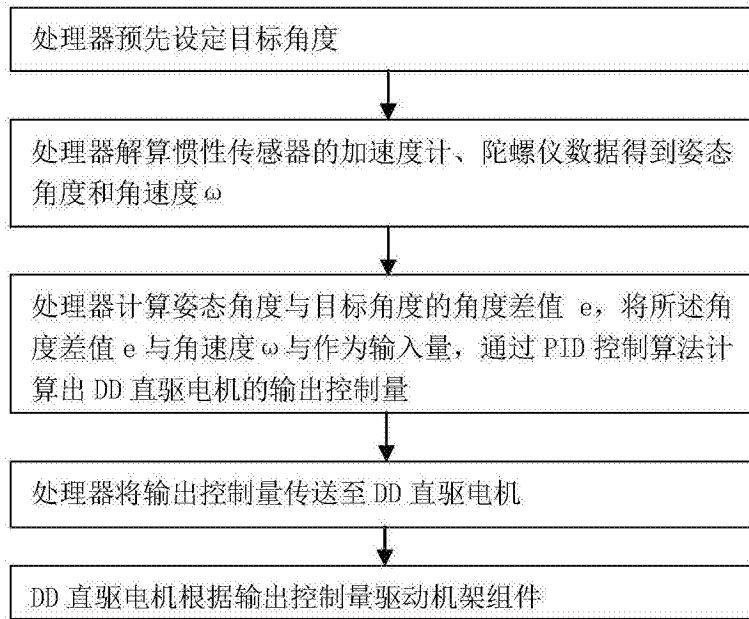 处理器预先设定目标角度
处理器解算惯性传感器的加速度计、陀螺仪数据得到姿态
角度和角速度ω
处理器计算姿态角度与目标角度的角度差值 e，将所述角
度差值 e 与角速度ω与作为输入量，通过 PID 控制算法计
算出 DD 直驱电机的输出控制量
处理器将输出控制量传送至 DD 直驱电机
DD 直驱电机根据输出控制量驱动机架组件